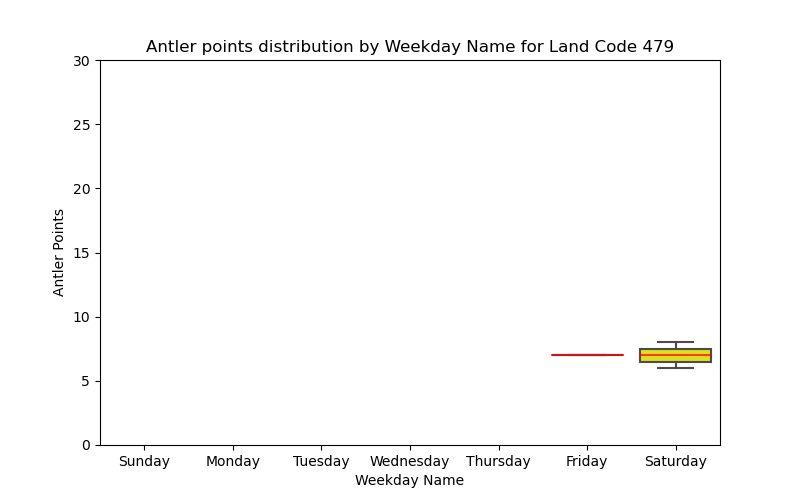 Antler points distribution by Weekday Name for Land Code 479
30
25
20
15
10
5
0
Antler Points
Sunday Monday Tuesday Wednesday Thursday Friday Saturday
Weekday Name